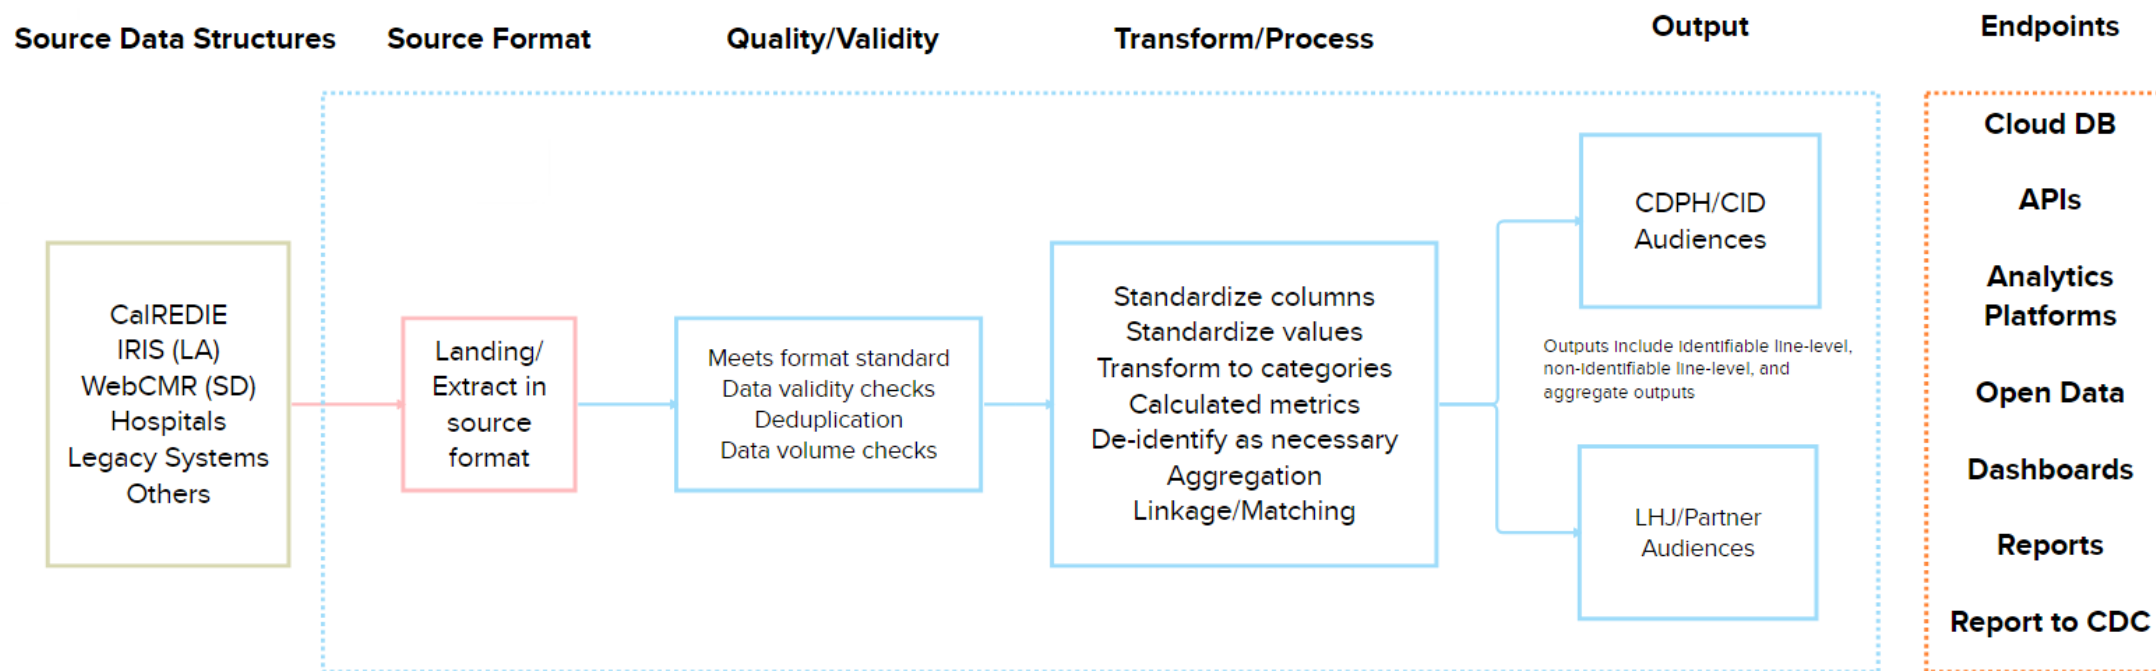 Source Data Structures
Source Format
Quality/Validity
Transform/Process
Output
Endpoints
CalREDIE
IRIS (LA)
WebCMR (SD)
Hospitals
Legacy Systems
Others
Landing/
Extract in
source
format
Meets format standard
Data validity checks
Deduplication
Data volume checks
Standardize columns
Standardize values
Transform to categories
Calculated metrics
De-identify as necessary
Aggregation
Linkage/Matching
CDPH/CID
Audiences
Outputs include identifiable line-level,
non-identifiable line-level, and
aggregate outputs
LHJ/Partner
Audiences
Cloud DB
APIs
Analytics
Platforms
Open Data
Dashboards
Reports
Report to CDC